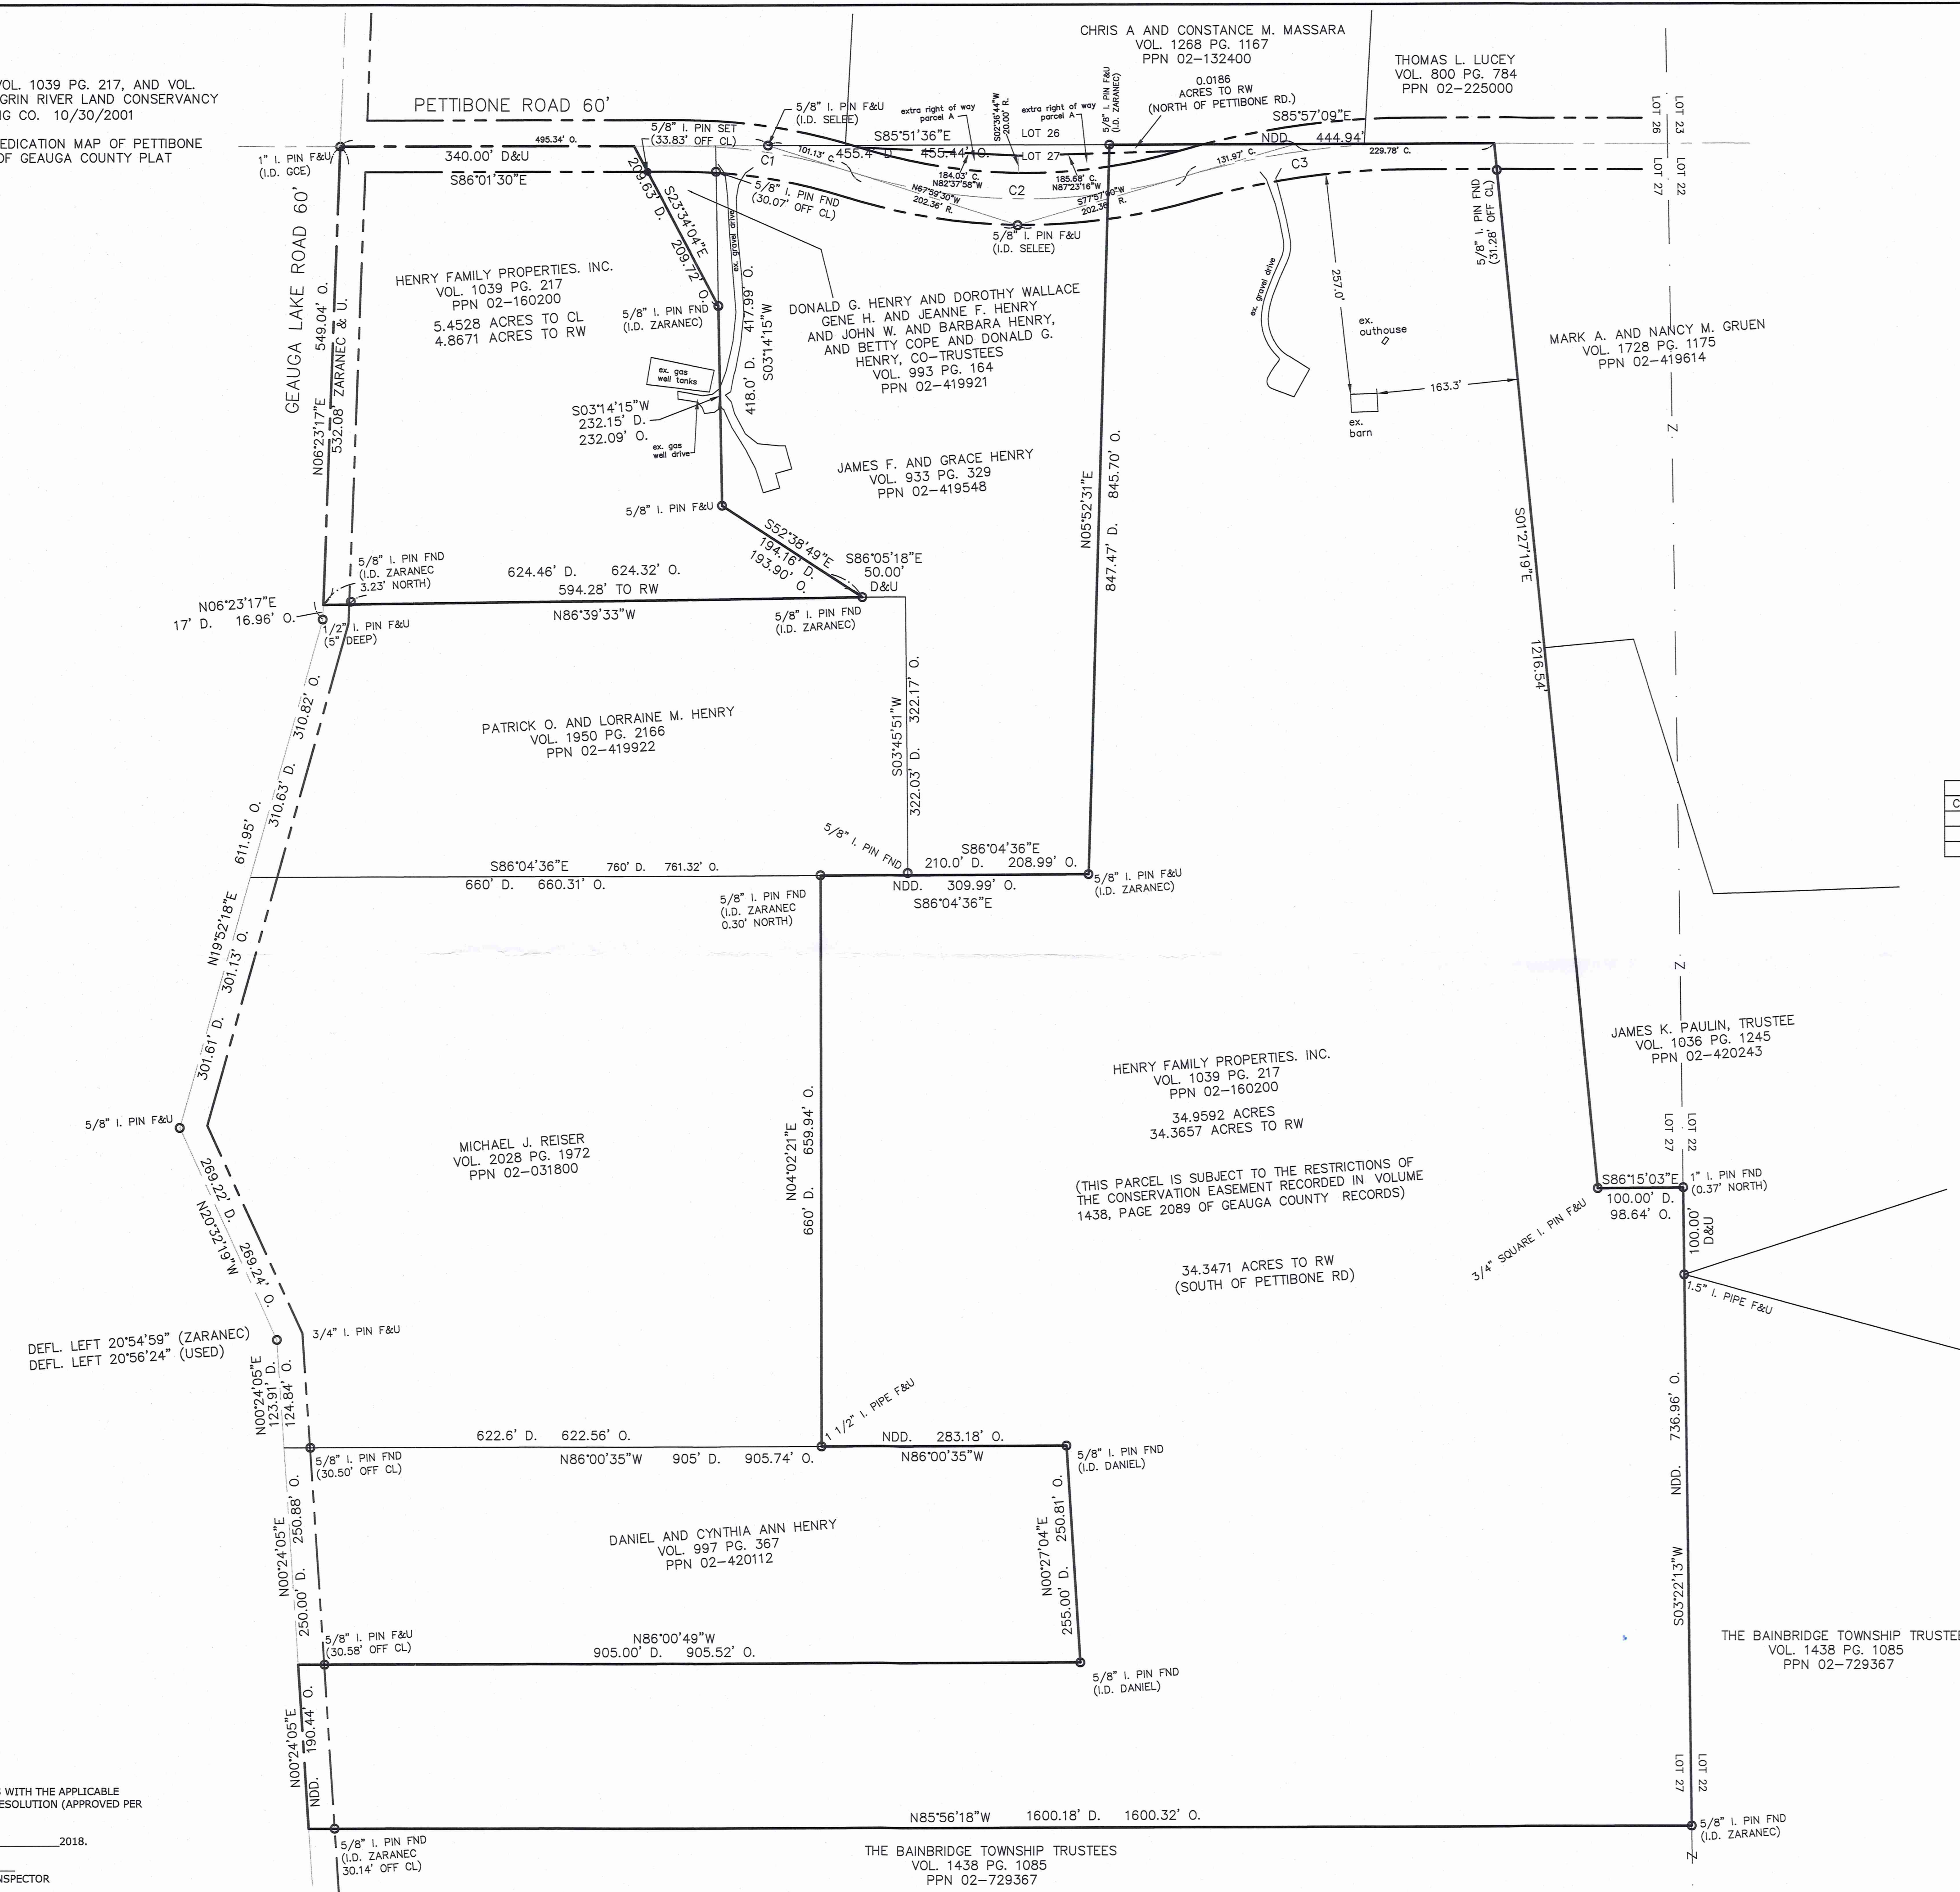 VOL. 1039 PG. 217, AND VOL.
GRIN RIVER LAND CONSERVANCY
NG CO. 10/30/2001
EDICATION MAP OF PETTIBONE
OF GEAUGA COUNTY PLAT
CHRIS A AND CONSTANCE M. MASSARA
VOL. 1268 PG. 1167
PPN 02-132400
0.0186
ACRES TO RW
(NORTH OF PETTIBONE RD.)
THOMAS L. LUCEY
VOL. 800 PG. 784
PPN 02-225000
PETTIBONE ROAD 60'
5/8" I. PIN F&U
(I.D. SELEE)
5/8" I. PIN SET
(33.83' OFF CL)
extra right of way
parcel A
S02°36'44"W
20.00' R.
extra right of way
parcel A
5/8" I. PIN F&U
(I.D. ZARANEC)
LOT 26
LOT 27
LOT 26
LOT 23
LOT 27
LOT 22
S85°57'09"E
NDD. 444.94'
229.78' C.
S85°51'36"E
455.4' D. 455.44' O.
1" I. PIN F&U
(I.D. GCE)
495.34' O.
340.00' D&U
S86°01'30"E
C1
101.13' C.
184.03' C.
N82°37'58"W
C2
185.68' C.
N87°23'16"W
131.97' C.
C3
N67°59'30"W
202.36' R.
S77°57'00"W
202.36' R.
5/8" I. PIN FND
(30.07' OFF CL)
5/8" I. PIN F&U
(I.D. SELEE)
5/8" I. PIN FND
(31.28' OFF CL)
209.63' D.
S23°34'04"E
209.72' O.
GEAUGA LAKE ROAD 60'
N06°23'17"E 549.04' O.
532.08' ZARANEC & U.
HENRY FAMILY PROPERTIES. INC.
VOL. 1039 PG. 217
PPN 02-160200
5.4528 ACRES TO CL
4.8671 ACRES TO RW
5/8" I. PIN FND
(I.D. ZARANEC)
ex. gravel drive
418.0' D. 417.99' O.
S03°14'15"W
DONALD G. HENRY AND DOROTHY WALLACE
GENE H. AND JEANNE F. HENRY
AND JOHN W. AND BARBARA HENRY,
AND BETTY COPE AND DONALD G.
HENRY, CO-TRUSTEES
VOL. 993 PG. 164
PPN 02-419921
ex. gravel drive
257.0'
ex.
outhouse
163.3'
ex.
barn
MARK A. AND NANCY M. GRUEN
VOL. 1728 PG. 1175
PPN 02-419614
ex. gas
well tanks
S03°14'15"W
232.15' D.
232.09' O.
ex. gas
well drive
JAMES F. AND GRACE HENRY
VOL. 933 PG. 329
PPN 02-419548
N05°52'31"E
847.47' D. 845.70' O.
S01°27'19"E
1216.54'
Z
5/8" I. PIN F&U
S52°38'49"E
194.16' D.
193.90' O.
S86°05'18"E
50.00'
D&U
5/8" I. PIN FND
(I.D. ZARANEC
3.23' NORTH)
624.46' D. 624.32' O.
594.28' TO RW
N86°39'33"W
5/8" I. PIN FND
(I.D. ZARANEC)
N06°23'17"E
17' D. 16.96' O.
1/2" I. PIN F&U
(5" DEEP)
PATRICK O. AND LORRAINE M. HENRY
VOL. 1950 PG. 2166
PPN 02-419922
S03°45'51"W
322.03' D. 322.17' O.
611.95' O.
310.63' D. 310.82' O.
C
5/8" I. PIN FND
S86°04'36"E 760' D. 761.32' O.
660' D. 660.31' O.
S86°04'36"E
210.0' D. 208.99' O.
NDD. 309.99' O.
S86°04'36"E
5/8" I. PIN F&U
(I.D. ZARANEC)
5/8" I. PIN FND
(I.D. ZARANEC
0.30' NORTH)
N19°52'18"E
301.61' D. 301.13' O.
Z
JAMES K. PAULIN, TRUSTEE
VOL. 1036 PG. 1245
PPN 02-420243
HENRY FAMILY PROPERTIES. INC.
VOL. 1039 PG. 217
PPN 02-160200
34.9592 ACRES
34.3657 ACRES TO RW
(THIS PARCEL IS SUBJECT TO THE RESTRICTIONS OF
THE CONSERVATION EASEMENT RECORDED IN VOLUME
1438, PAGE 2089 OF GEAUGA COUNTY RECORDS)
34.3471 ACRES TO RW
(SOUTH OF PETTIBONE RD)
LOT 27
LOT 22
5/8" I. PIN F&U
MICHAEL J. REISER
VOL. 2028 PG. 1972
PPN 02-031800
N04°02'21"E
660' D. 659.94' O.
S86°15'03"E
100.00' D.
98.64' O.
1" I. PIN FND
(0.37' NORTH)
100.00'
D&U
3/4" SQUARE I. PIN F&U
1.5" I. PIPE F&U
269.22' D. 269.24' O.
N20°32'19"W
DEFL. LEFT 20°54'59" (ZARANEC)
DEFL. LEFT 20°56'24" (USED)
3/4" I. PIN F&U
N00°24'05"E
123.91' D.
124.84' O.
1 1/2" I. PIPE F&U
622.6' D. 622.56' O.
N86°00'35"W 905' D. 905.74' O.
NDD. 283.18' O.
N86°00'35"W
5/8" I. PIN FND
(30.50' OFF CL)
5/8" I. PIN FND
(I.D. DANIEL)
S03°22'13"W NDD. 736.96' O.
N00°24'05"E
250.00' D. 250.88' O.
DANIEL AND CYNTHIA ANN HENRY
VOL. 997 PG. 367
PPN 02-420112
N00°27'04"E
255.00' D. 250.81' O.
5/8" I. PIN F&U
(30.58' OFF CL)
N86°00'49"W
905.00' D. 905.52' O.
5/8" I. PIN FND
(I.D. DANIEL)
THE BAINBRIDGE TOWNSHIP TRUSTEE
VOL. 1438 PG. 1085
PPN 02-729367
N00°24'05"E
NDD. 190.44' O.
LOT 27
LOT 22
S WITH THE APPLICABLE
ESOLUTION (APPROVED PER
2018.
NSPECTOR
N85°56'18"W 1600.18' D. 1600.32' O.
5/8" I. PIN FND
(I.D. ZARANEC
30.14' OFF CL)
5/8" I. PIN FND
(I.D. ZARANEC)
Z
THE BAINBRIDGE TOWNSHIP TRUSTEES
VOL. 1438 PG. 1085
PPN 02-729367